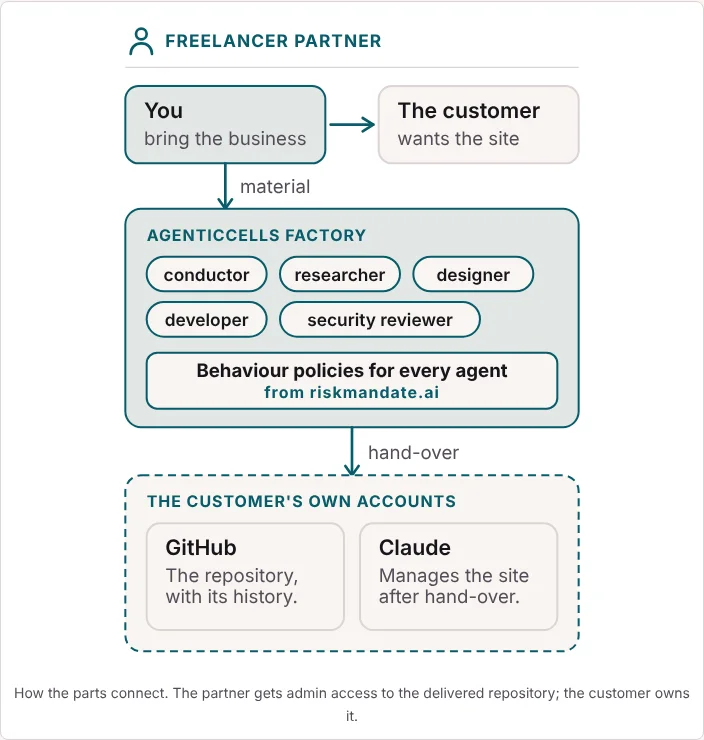 FREELANCER PARTNER
You
bring the business
The customer
wants the site
material
AGENTICCELLS FACTORY
conductor
researcher
designer
developer
security reviewer
Behaviour policies for every agent
from riskmandate.ai
hand-over
THE CUSTOMER'S OWN ACCOUNTS
GitHub
The repository,
with its history.
Claude
Manages the site
after hand-over.
How the parts connect. The partner gets admin access to the delivered repository; the customer owns
it.